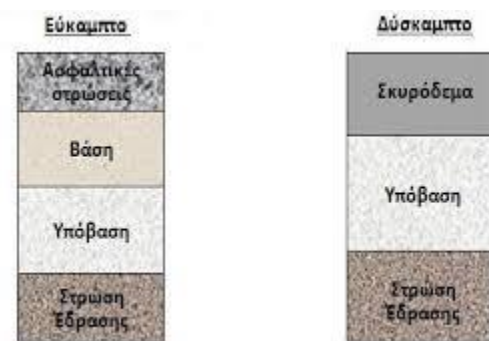 Εύκαμπτο
Ασφαλτικές
στρώσεις
Βάση
Υπόβαση
Στρώση
Έδρασης
Δύσκαμπτο
Σκυρόδεμα
Υπόβαση
Στρώση
Έδρασης